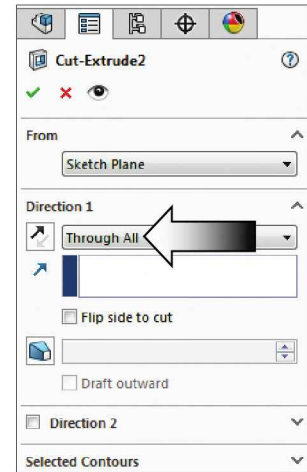 Cut-Extrude2
From
Sketch Plane
Direction 1
Through All
Flip side to cut
Draft outward
Direction 2
Selected Contours